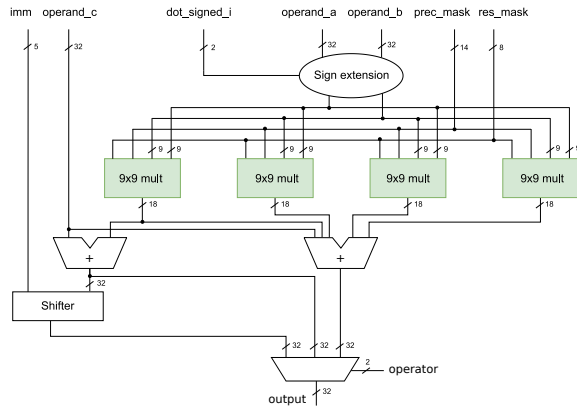 imm operand_c dot_signed_i operand_a operand_b prec_mask res_mask
5 32 2 32 32 14 8
Sign extension
9 9 9 9 9 9 9 9
9x9 mult 9x9 mult 9x9 mult 9x9 mult
18 18 18 18
+ +
32
Shifter
32 32 32
2
operator
output 32